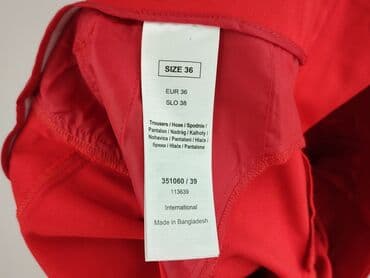 SIZE 36
EUR 36
SLO 38
Trousers / Hose / Spodnie /
Pantalon / Nadrág / Kalhoty /
Nohavice / Pantaloni / Hlače /
брюки / Hlače / Pantalone
351060 / 39
113639
International
Made in Bangladesh